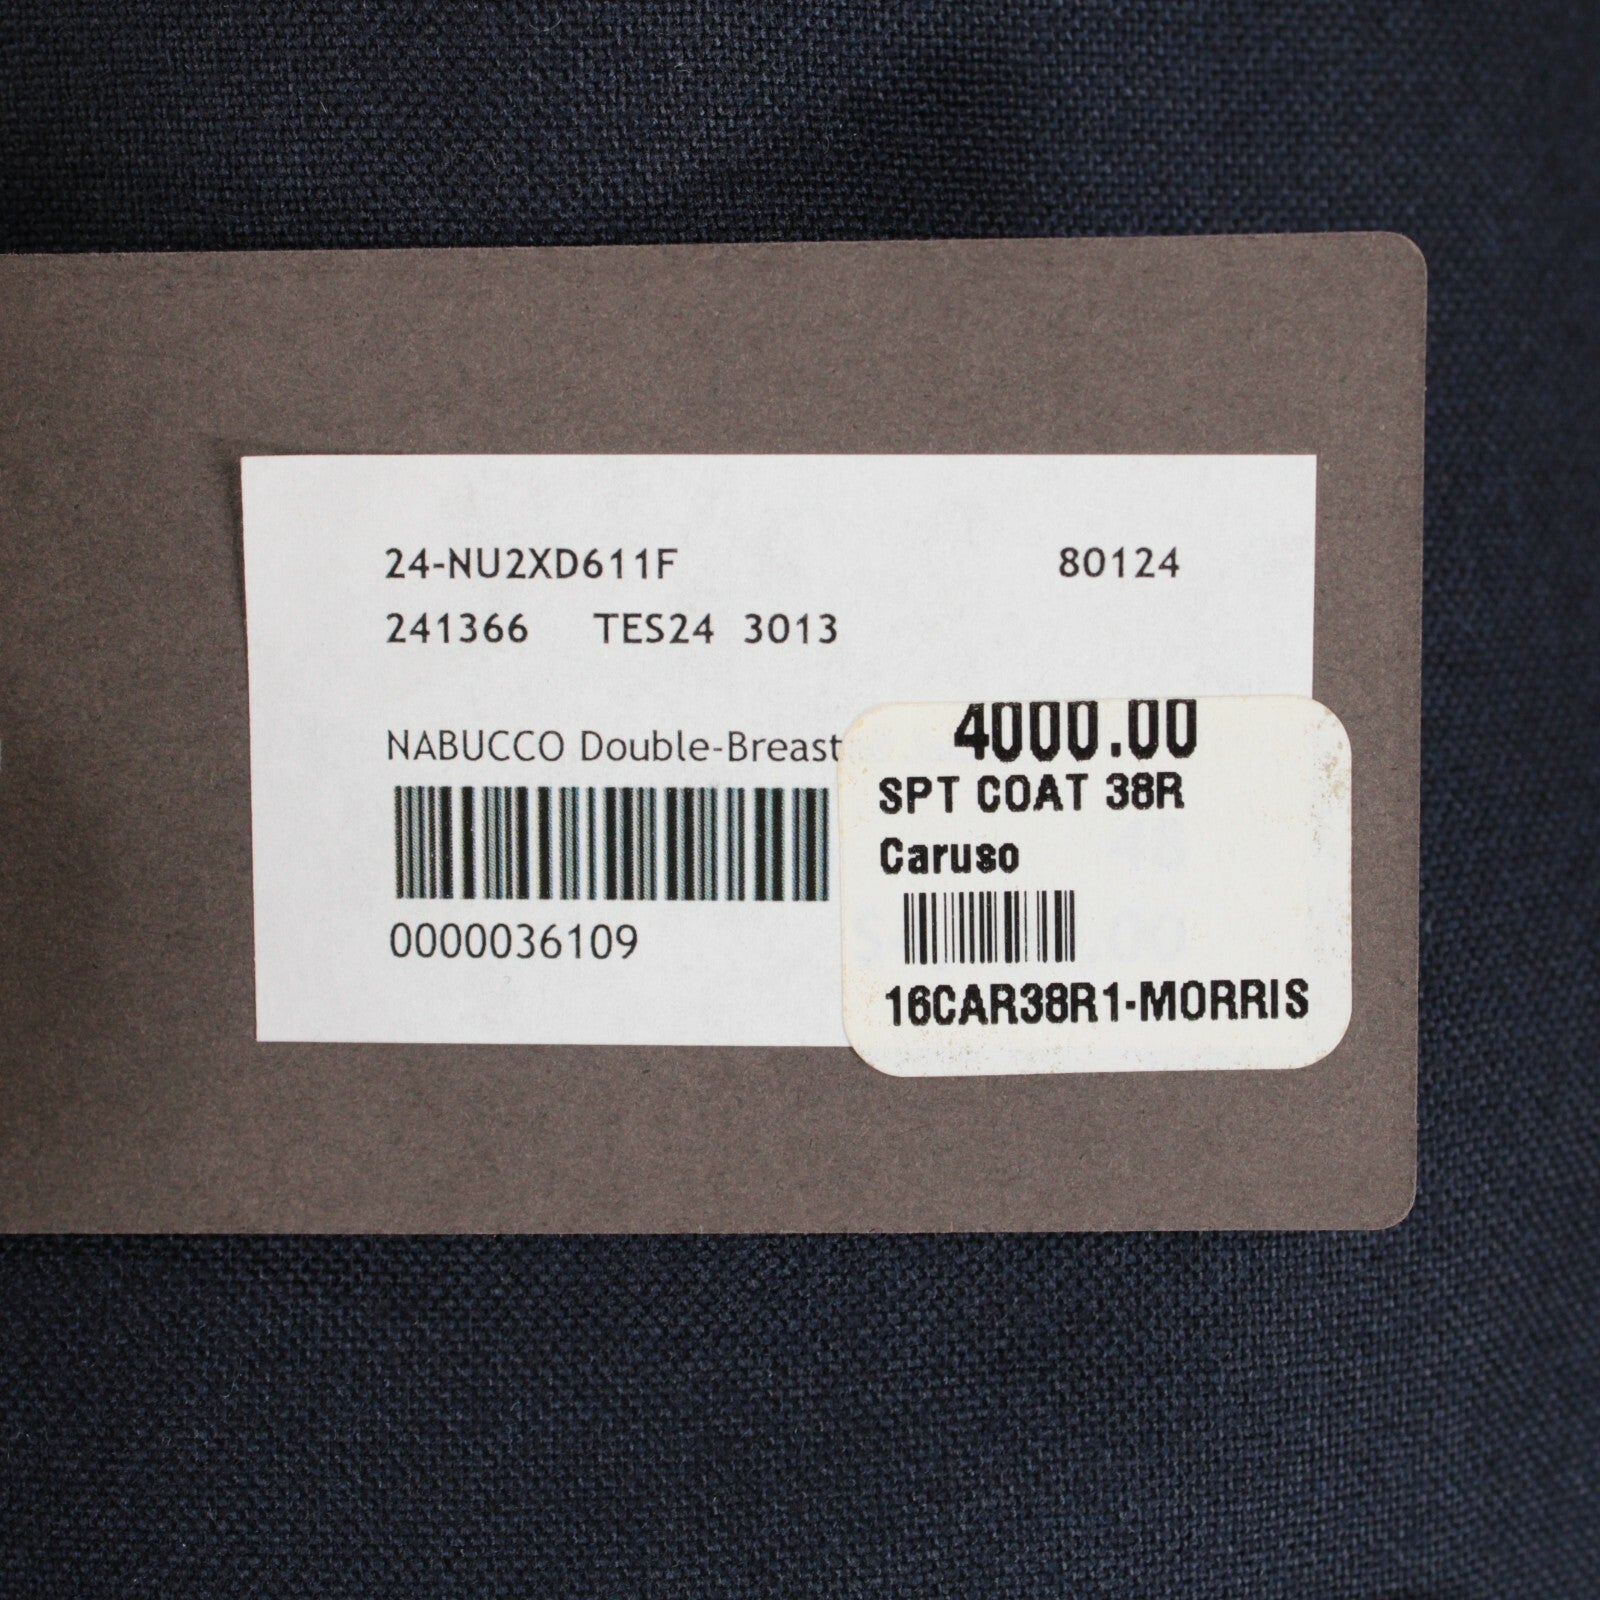 24-NU2XD611F 80124
241366 TES24 3013
NABUCCO Double-Breast
0000036109
4000.00
SPT COAT 38R
Caruso
16CAR38R1-MORRIS